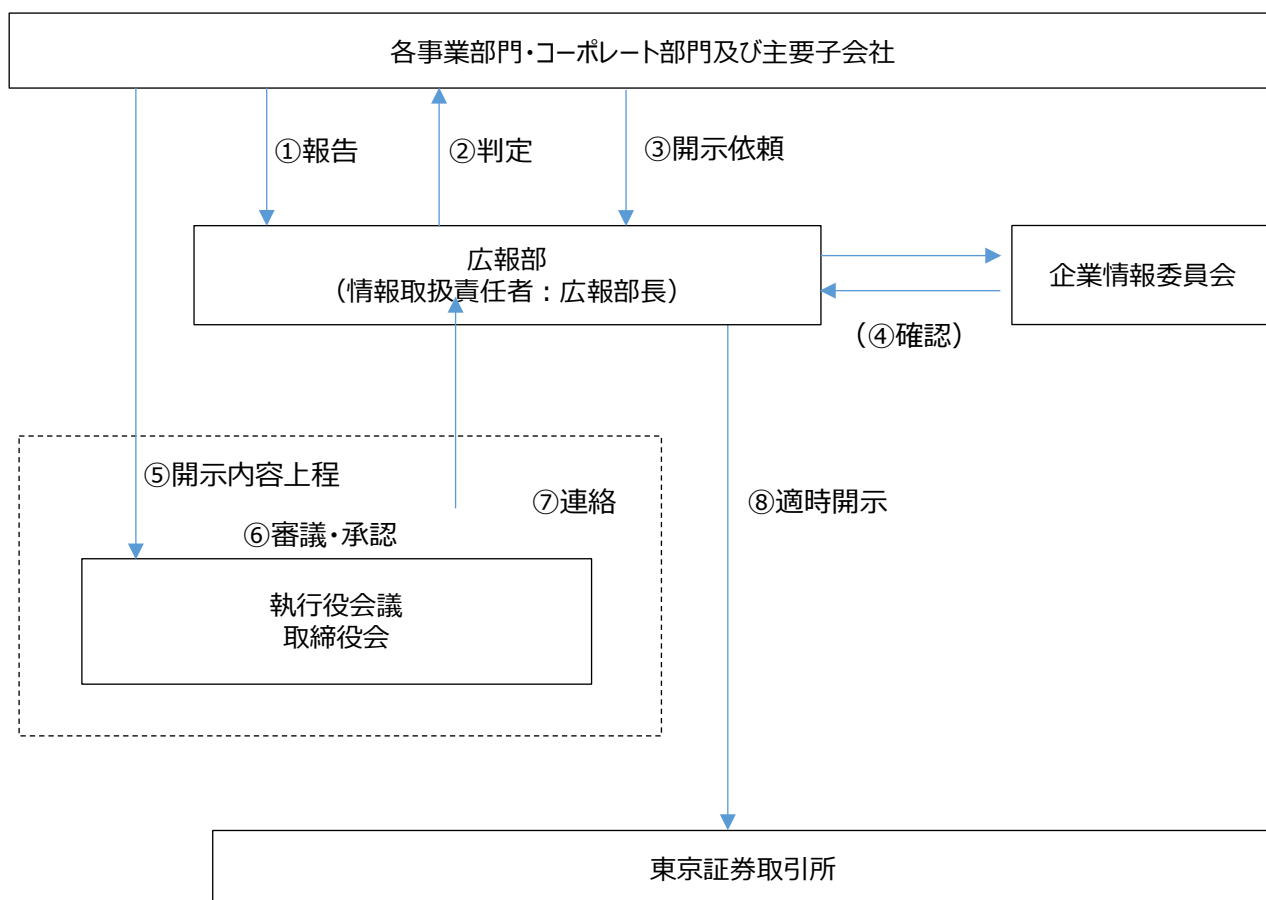 各事業部門・コーポレート部門及び主要子会社
①報告
②判定
③開示依頼
広報部
（情報取扱責任者：広報部長）
企業情報委員会
（④確認）
⑤開示内容上程
⑦連絡
⑧適時開示
⑥審議・承認
執行役会議
取締役会
東京証券取引所